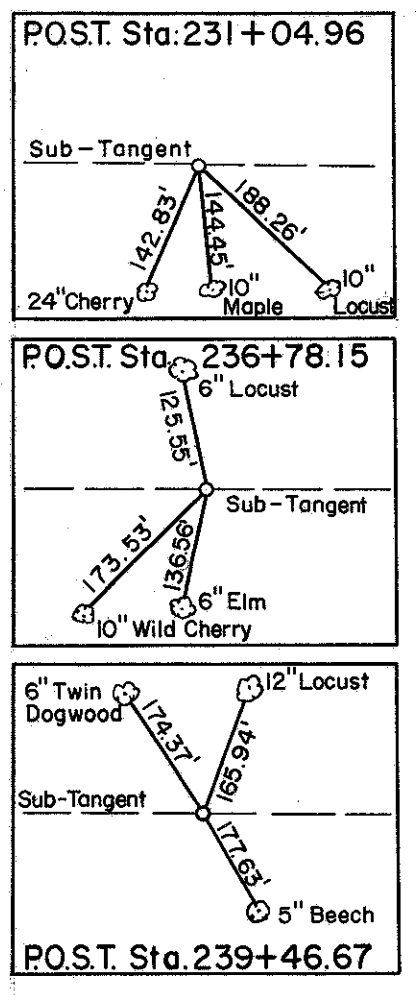 P.O.S.T. Sta: 231+04.96
Sub-Tangent
142.83'
144.45'
188.26'
24" Cherry
10"
Maple
10"
Locust
P.O.S.T. Sta. 236+78.15
6" Locust
125.55'
Sub-Tangent
173.53'
136.56'
6" Elm
10" Wild Cherry
6" Twin
Dogwood
12" Locust
174.37'
165.94'
Sub-Tangent
177.63'
5" Beech
P.O.S.T. Sta. 239+46.67